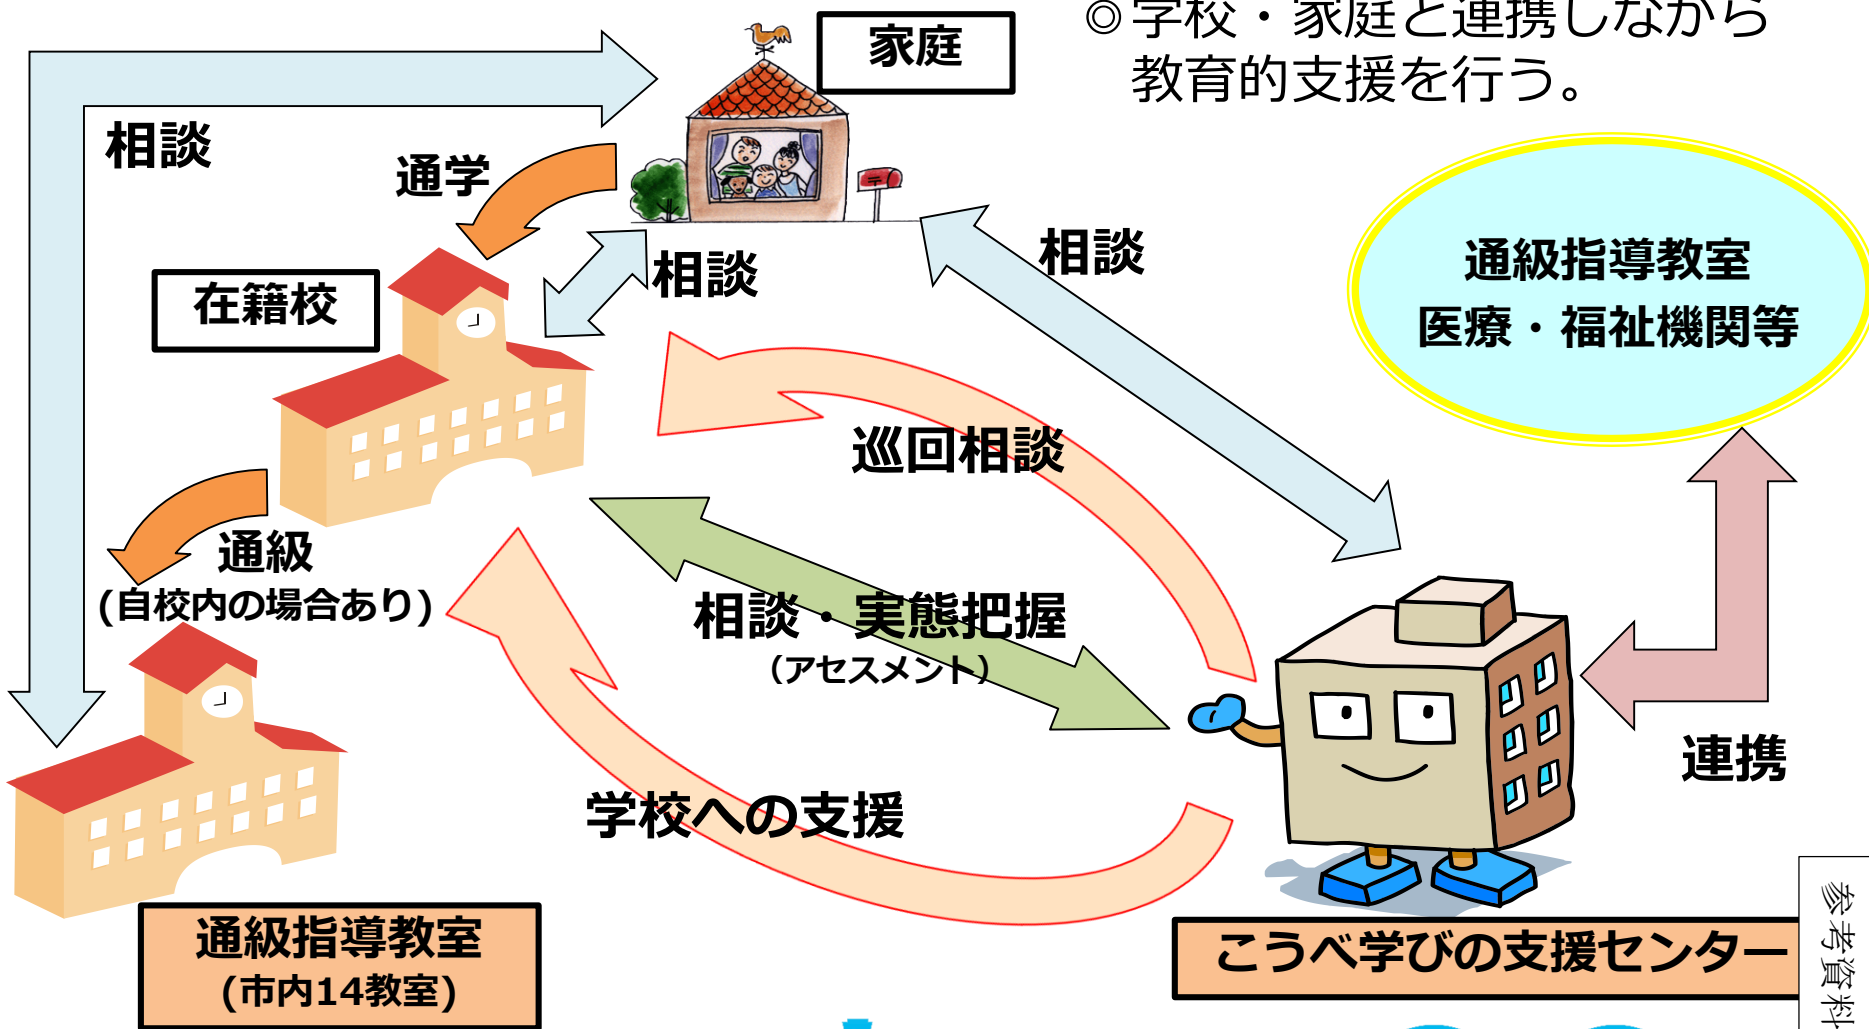 ◎学校・家庭と連携しながら
教育的支援を行う。
家庭
相談
通学
相談
相談
在籍校
通級指導教室
医療・福祉機関等
巡回相談
通級
(自校内の場合あり)
相談・実態把握
（アセスメント）
連携
学校への支援
通級指導教室
(市内14教室)
こうべ学びの支援センター
参考資料